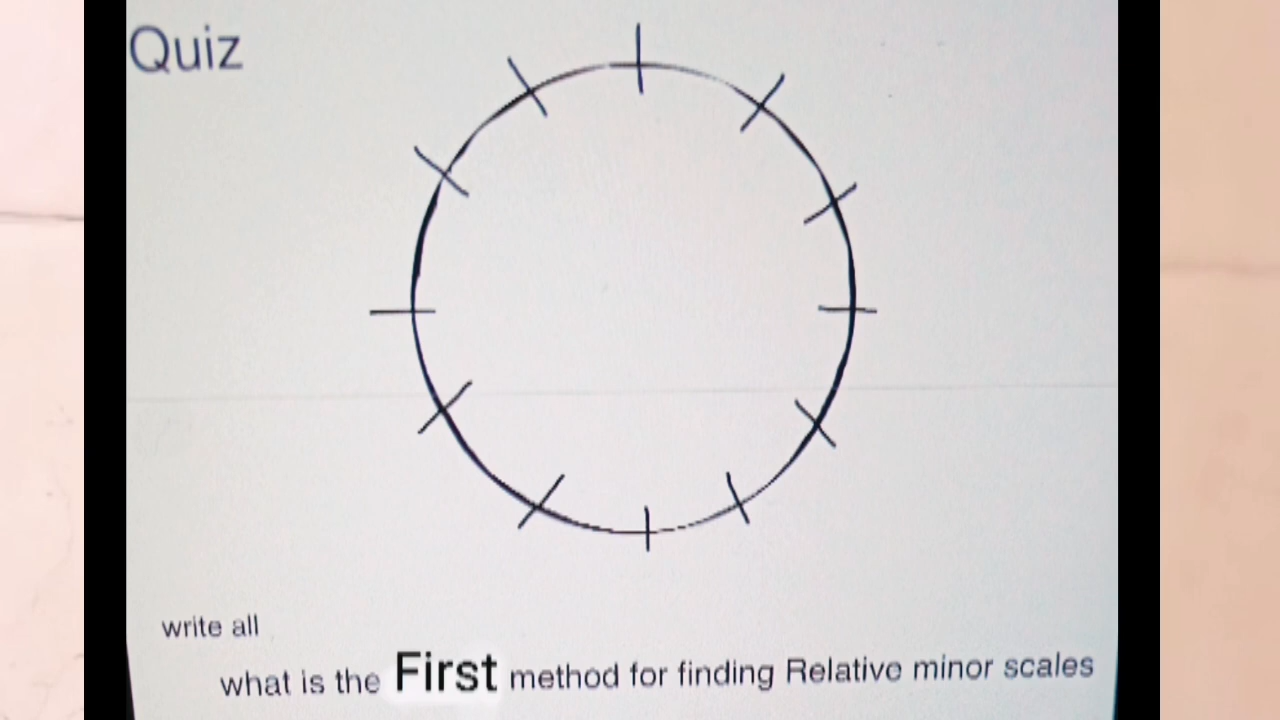 Quiz
write all
what is the First method for finding Relative minor scales